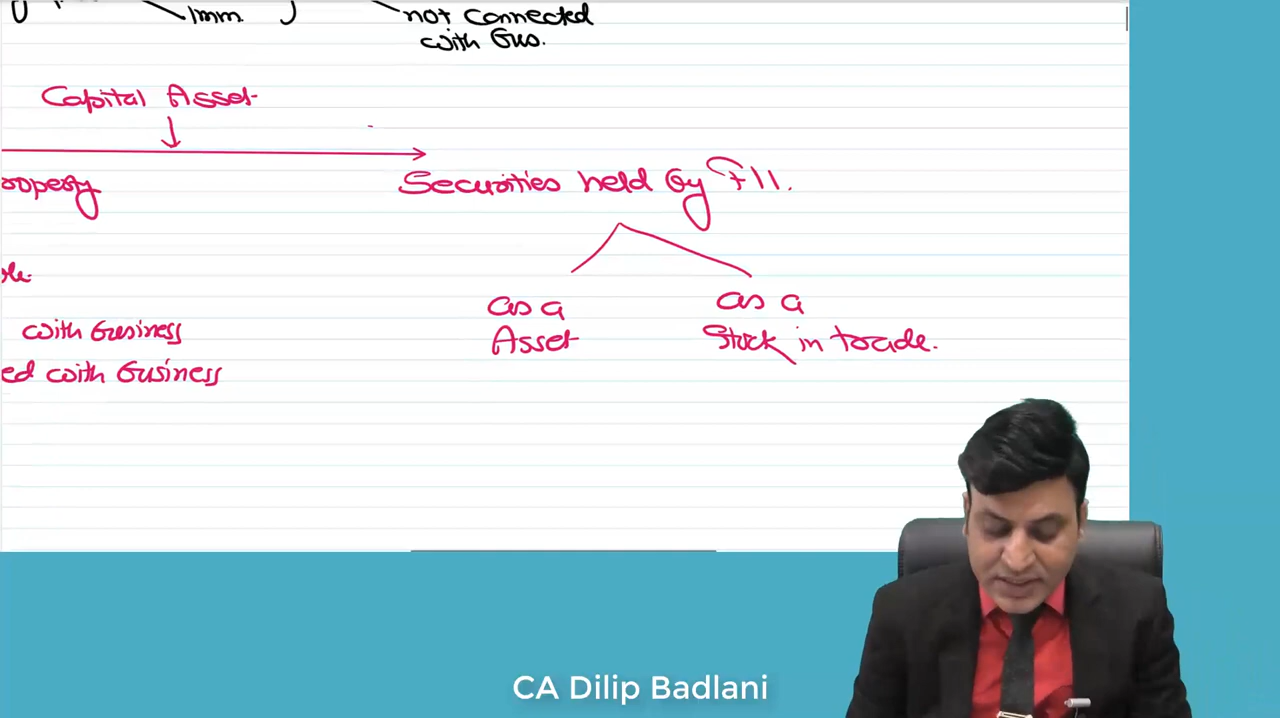 Imm.
not Connected
with Bus.
Capital Asset
Securities held by FII.
as a
Asset
as a
Stock in trade.
with Business
with Business
CA Dilip Badlani